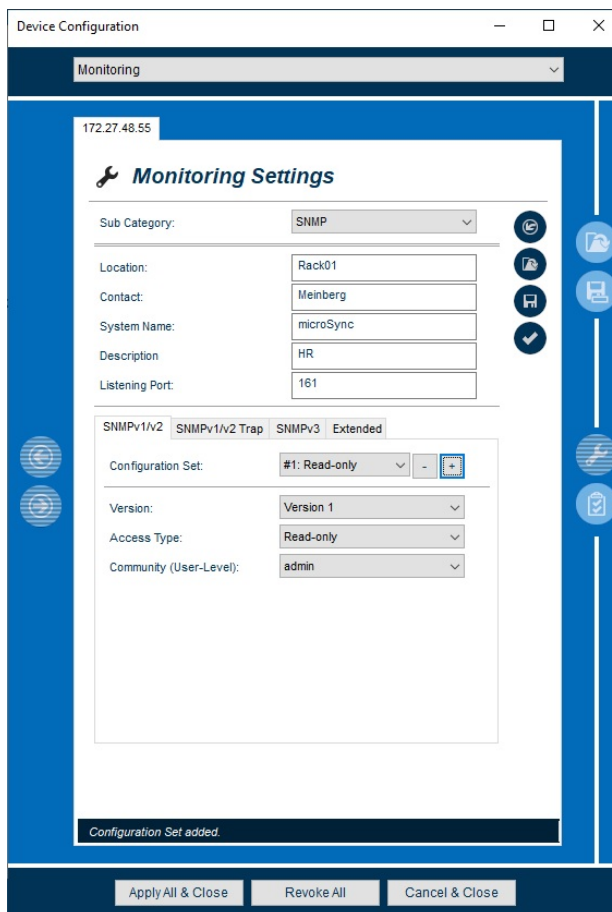 Device Configuration
Monitoring
172.27.48.55
Monitoring Settings
Sub Category: SNMP
Location: Rack01
Contact: Meinberg
System Name: microSync
Description HR
Listening Port: 161
SNMPv1/v2 SNMPv1/v2 Trap SNMPv3 Extended
Configuration Set: #1: Read-only - +
Version: Version 1
Access Type: Read-only
Community (User-Level): admin
Configuration Set added.
Apply All & Close Revoke All Cancel & Close